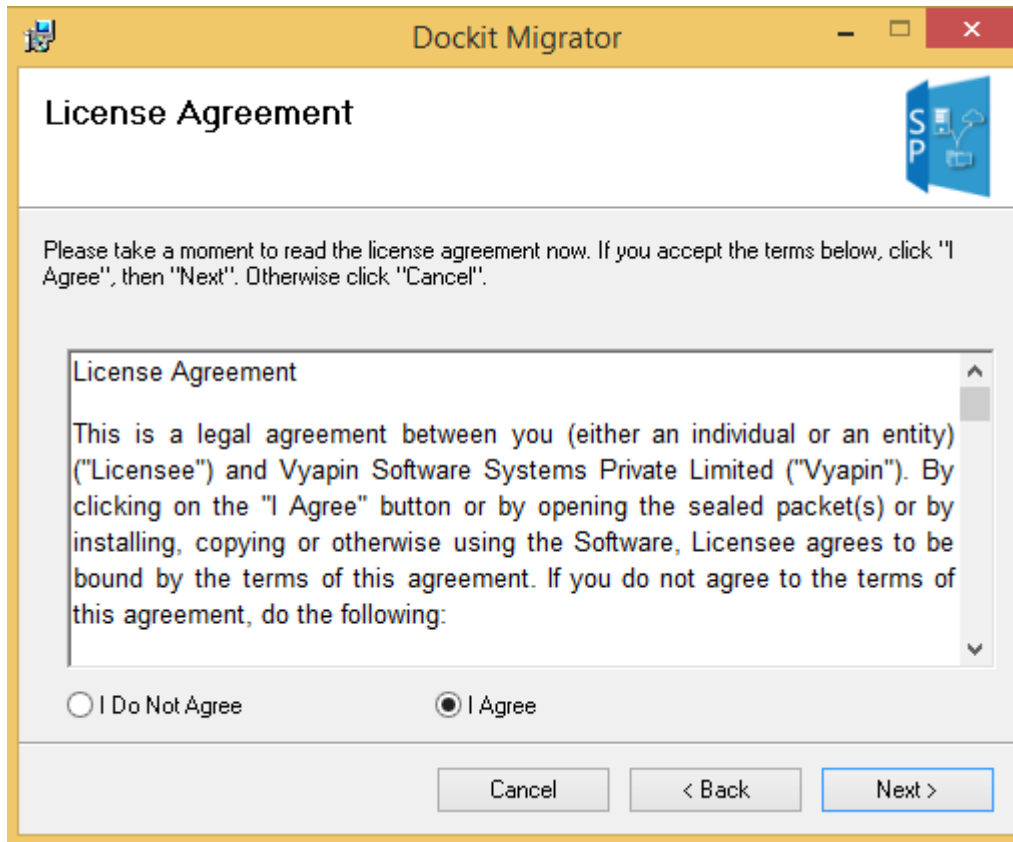 Dockit Migrator
License Agreement
S
P
Please take a moment to read the license agreement now. If you accept the terms below, click "I
Agree", then "Next". Otherwise click "Cancel".
License Agreement
This is a legal agreement between you (either an individual or an entity)
("Licensee") and Vyapin Software Systems Private Limited ("Vyapin"). By
clicking on the "I Agree" button or by opening the sealed packet(s) or by
installing, copying or otherwise using the Software, Licensee agrees to be
bound by the terms of this agreement. If you do not agree to the terms of
this agreement, do the following:
I Do Not Agree
I Agree
Cancel
< Back
Next >